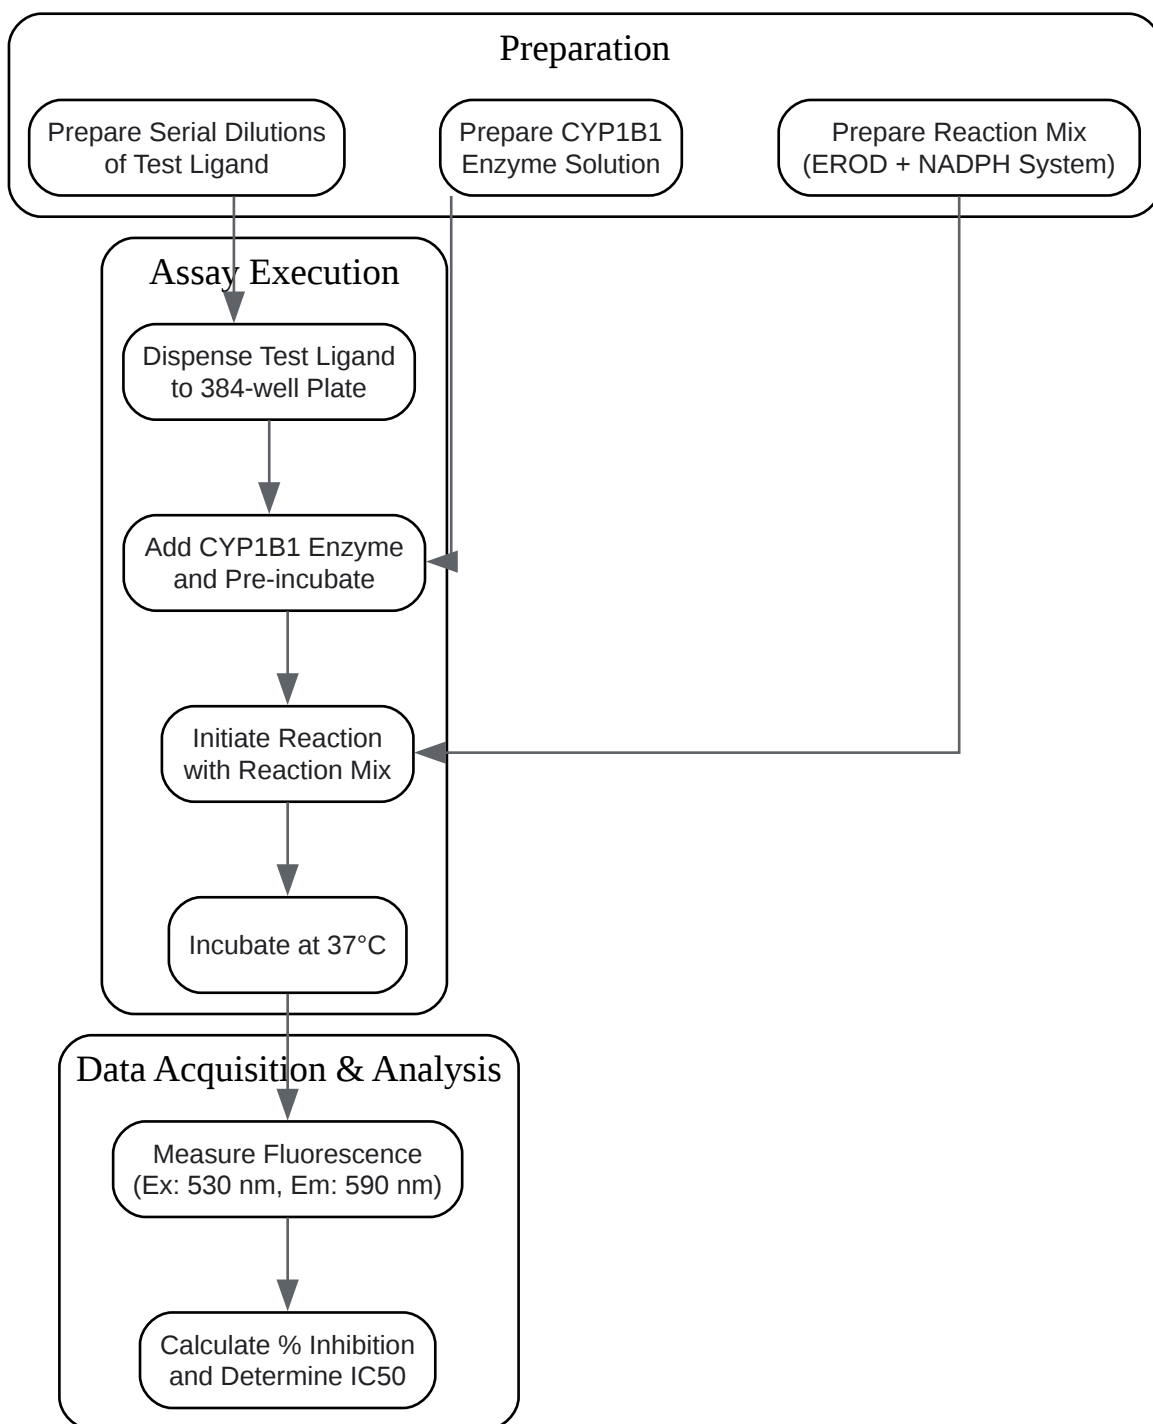 Preparation
Prepare Serial Dilutions
of Test Ligand
Prepare CYP1B1
Enzyme Solution
Prepare Reaction Mix
(EROD + NADPH System)
Assay Execution
Dispense Test Ligand
to 384-well Plate
Add CYP1B1 Enzyme
and Pre-incubate
Initiate Reaction
with Reaction Mix
Incubate at 37°C
Data Acquisition & Analysis
Measure Fluorescence
(Ex: 530 nm, Em: 590 nm)
Calculate % Inhibition
and Determine IC50